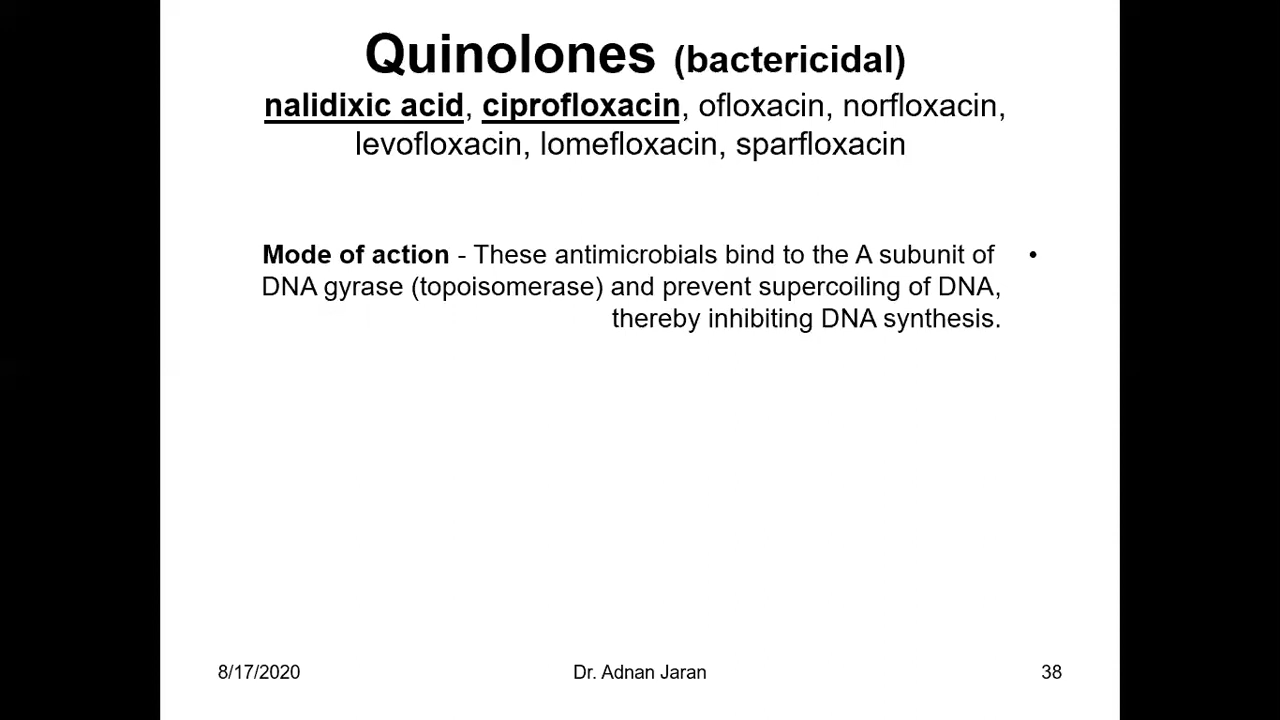 Quinolones (bactericidal)
nalidixic acid, ciprofloxacin, ofloxacin, norfloxacin,
levofloxacin, lomefloxacin, sparfloxacin
Mode of action - These antimicrobials bind to the A subunit of •
DNA gyrase (topoisomerase) and prevent supercoiling of DNA,
thereby inhibiting DNA synthesis.
8/17/2020 Dr. Adnan Jaran 38